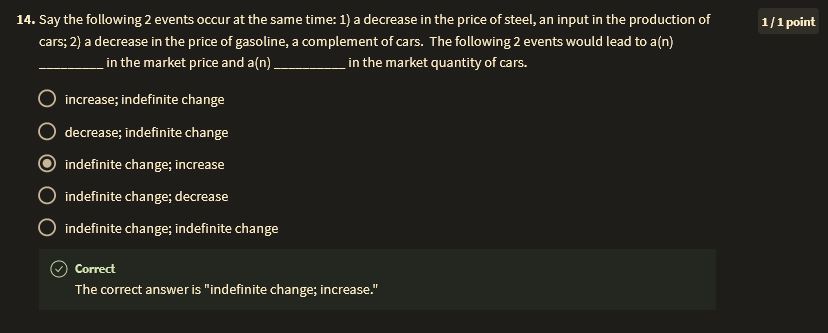 14. Say the following 2 events occur at the same time: 1) a decrease in the price of steel, an input in the production of 1 / 1 point
cars; 2) a decrease in the price of gasoline, a complement of cars. The following 2 events would lead to a(n)
_________ in the market price and a(n) __________ in the market quantity of cars.
increase; indefinite change
decrease; indefinite change
indefinite change; increase
indefinite change; decrease
indefinite change; indefinite change
Correct
The correct answer is "indefinite change; increase."